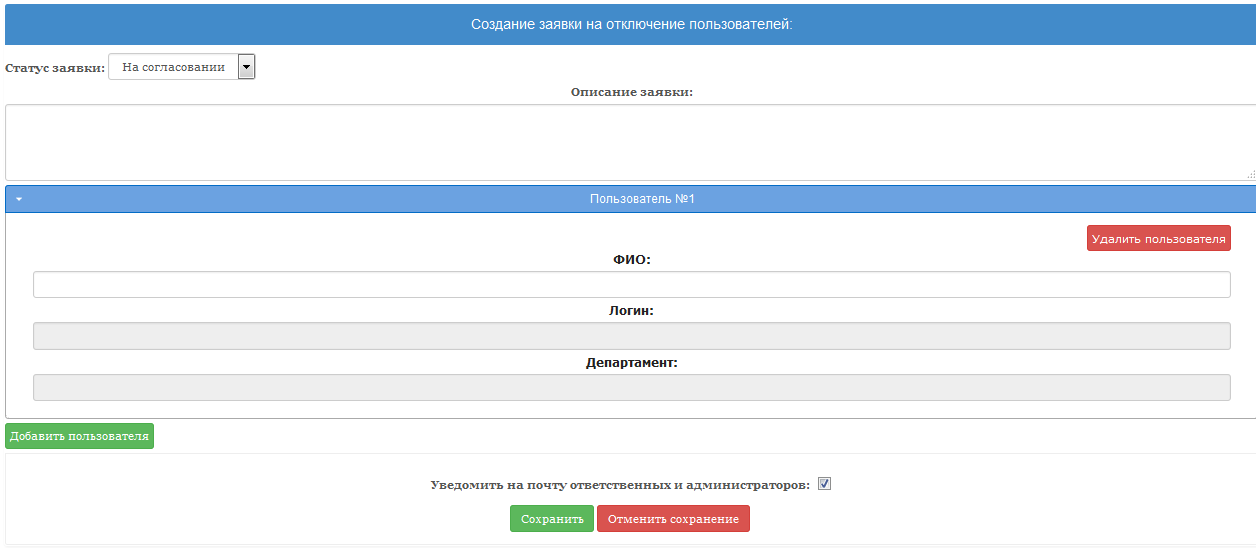 Создание заявки на отключение пользователей:
Статус заявки: На согласовании
Описание заявки:
Пользователь №1
Удалить пользователя
ФИО:
Логин:
Департамент:
Добавить пользователя
Уведомить на почту ответственных и администраторов:
Сохранить Отменить сохранение